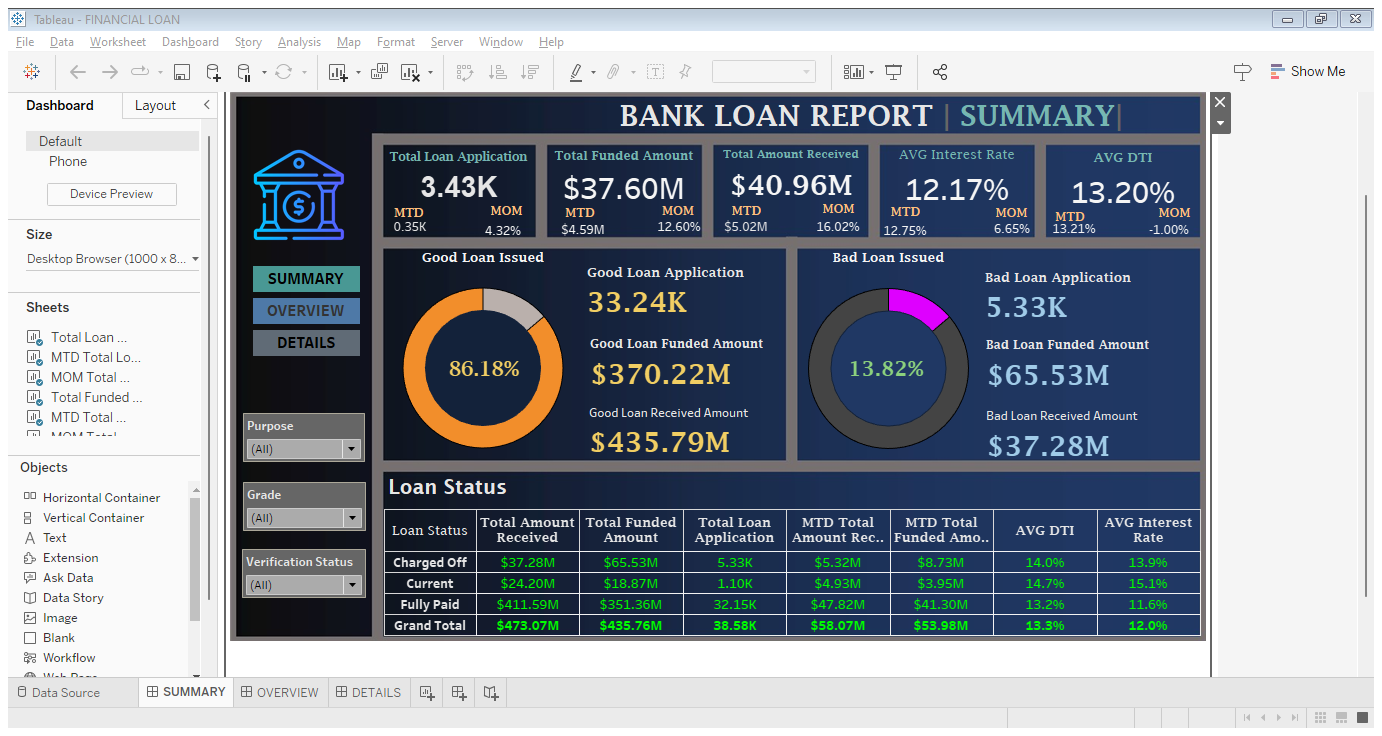 Tableau - FINANCIAL LOAN
File Data Worksheet Dashboard Story Analysis Map Format Server Window Help
Show Me
Dashboard Layout
Default
Phone
Device Preview
Size
Desktop Browser (1000 x 8...
Sheets
Total Loan ...
MTD Total Lo...
MOM Total ...
Total Funded ...
MTD Total ...
MOM Total
Objects
Horizontal Container
Vertical Container
Text
Extension
Ask Data
Data Story
Image
Blank
Workflow
Web Page
BANK LOAN REPORT | SUMMARY|
SUMMARY
OVERVIEW
DETAILS
Purpose
(All)
Grade
(All)
Verification Status
(All)
Total Loan Application
3.43K
MTD MOM
0.35K 4.32%
Total Funded Amount
$37.60M
MTD MOM
$4.59M 12.60%
Total Amount Received
$40.96M
MTD MOM
$5.02M 16.02%
AVG Interest Rate
12.17%
MTD MOM
12.75% 6.65%
AVG DTI
13.20%
MTD MOM
13.21% -1.00%
Good Loan Issued
86.18%
Good Loan Application
33.24K
Good Loan Funded Amount
$370.22M
Good Loan Received Amount
$435.79M
Bad Loan Issued
13.82%
Bad Loan Application
5.33K
Bad Loan Funded Amount
$65.53M
Bad Loan Received Amount
$37.28M
Loan Status
Loan Status Total Amount Received Total Funded Amount Total Loan Application MTD Total Amount Rec.. MTD Total Funded Amo.. AVG DTI AVG Interest Rate
Charged Off $37.28M $65.53M 5.33K $5.32M $8.73M 14.0% 13.9%
Current $24.20M $18.87M 1.10K $4.93M $3.95M 14.7% 15.1%
Fully Paid $411.59M $351.36M 32.15K $47.82M $41.30M 13.2% 11.6%
Grand Total $473.07M $435.76M 38.58K $58.07M $53.98M 13.3% 12.0%
Data Source SUMMARY OVERVIEW DETAILS